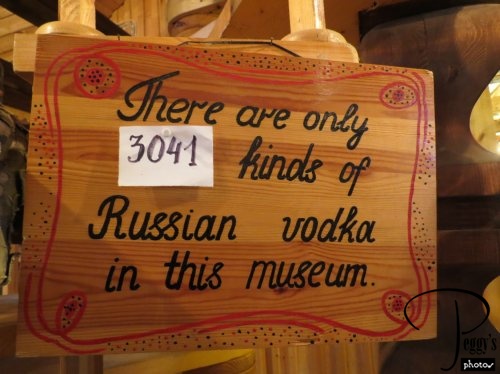 There are only
3041 kinds of
Russian vodka
in this museum.
Peggy's
photos